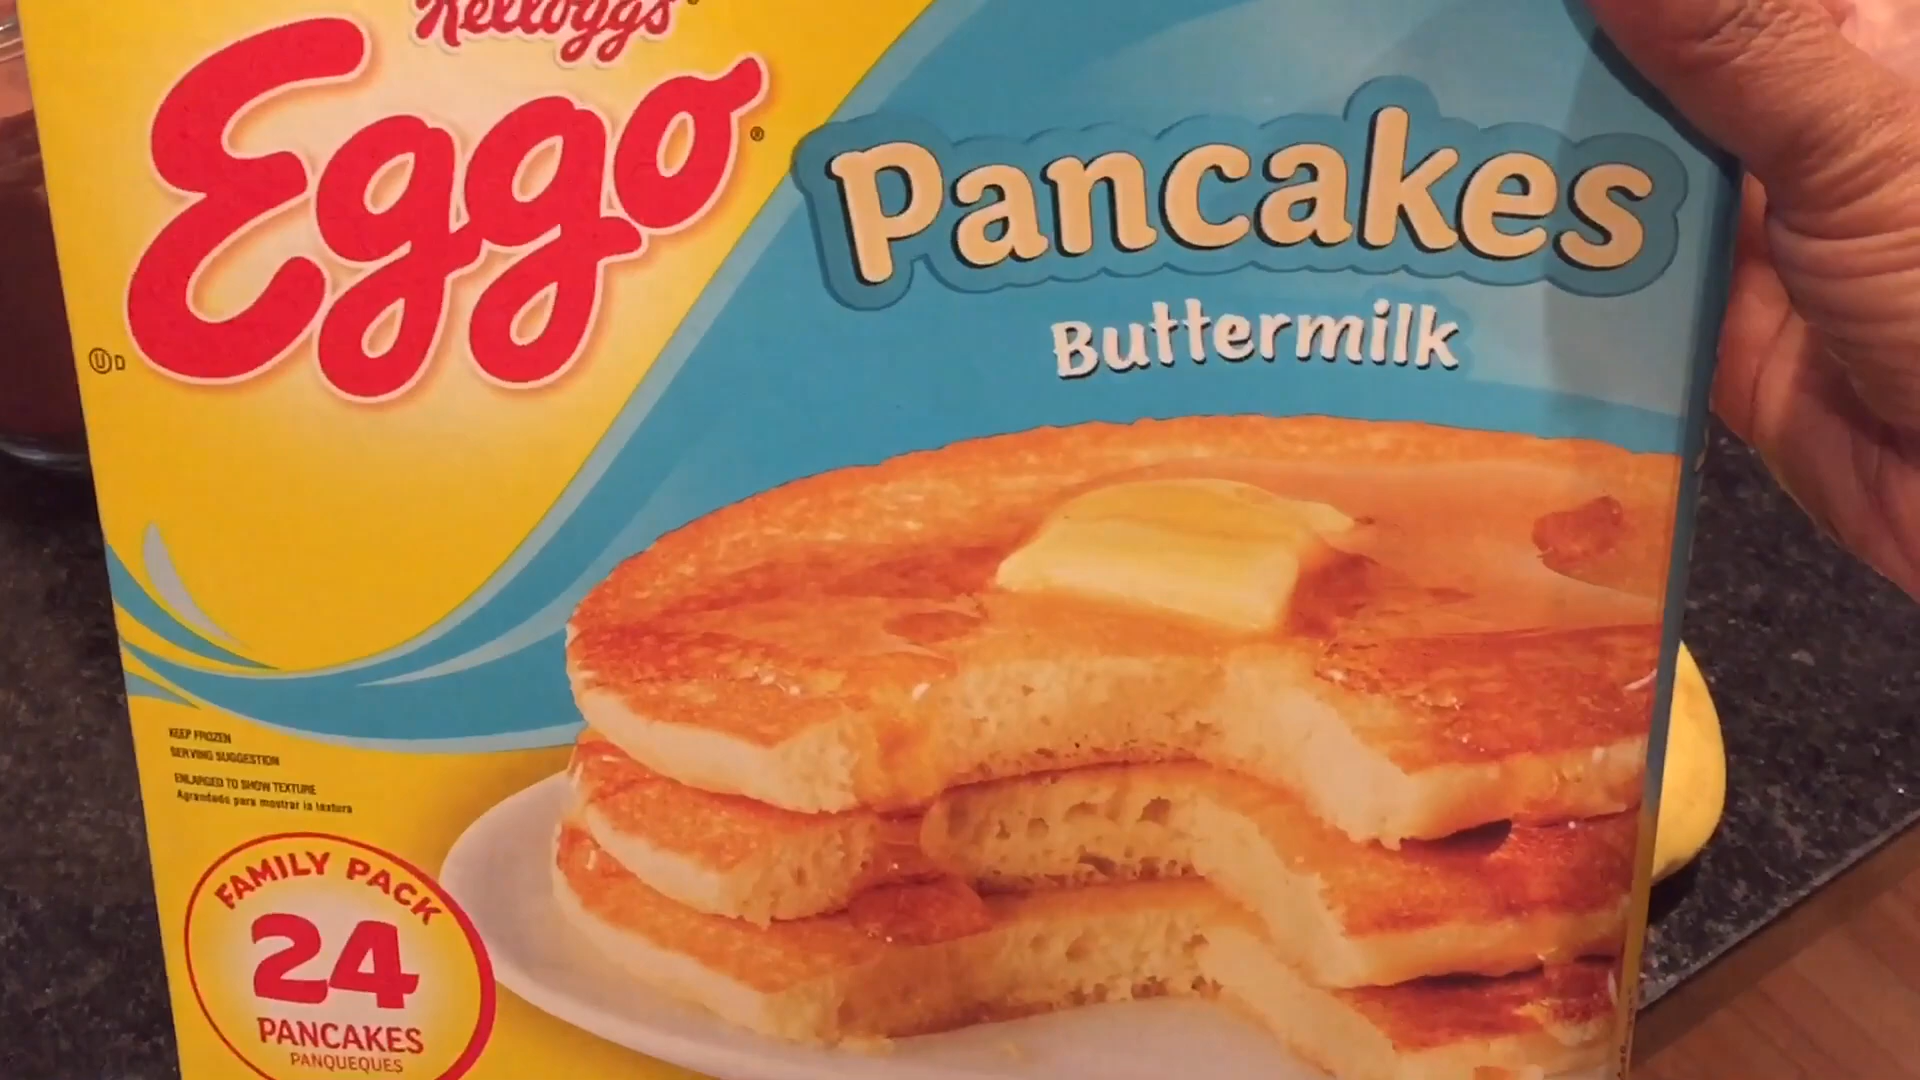 Kellogg's
Eggo®
Pancakes
Buttermilk
U D
KEEP FROZEN
SERVING SUGGESTION
ENLARGED TO SHOW TEXTURE
Agrandado para mostrar la textura
FAMILY PACK
24
PANCAKES
PANQUEQUES